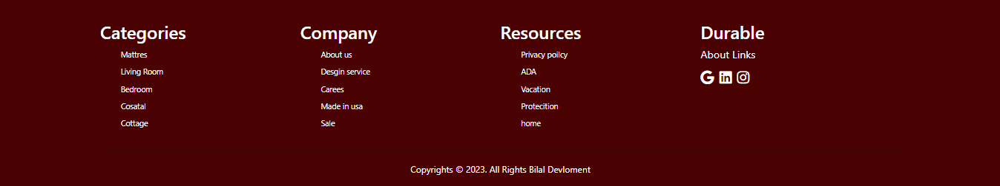 Categories
Mattres
Living Room
Bedroom
Cosatal
Cottage
Company
About us
Desgin service
Carees
Made in usa
Sale
Resources
Privacy poilcy
ADA
Vacation
Protecition
home
Durable
About Links
Copyrights © 2023. All Rights Bilal Devloment